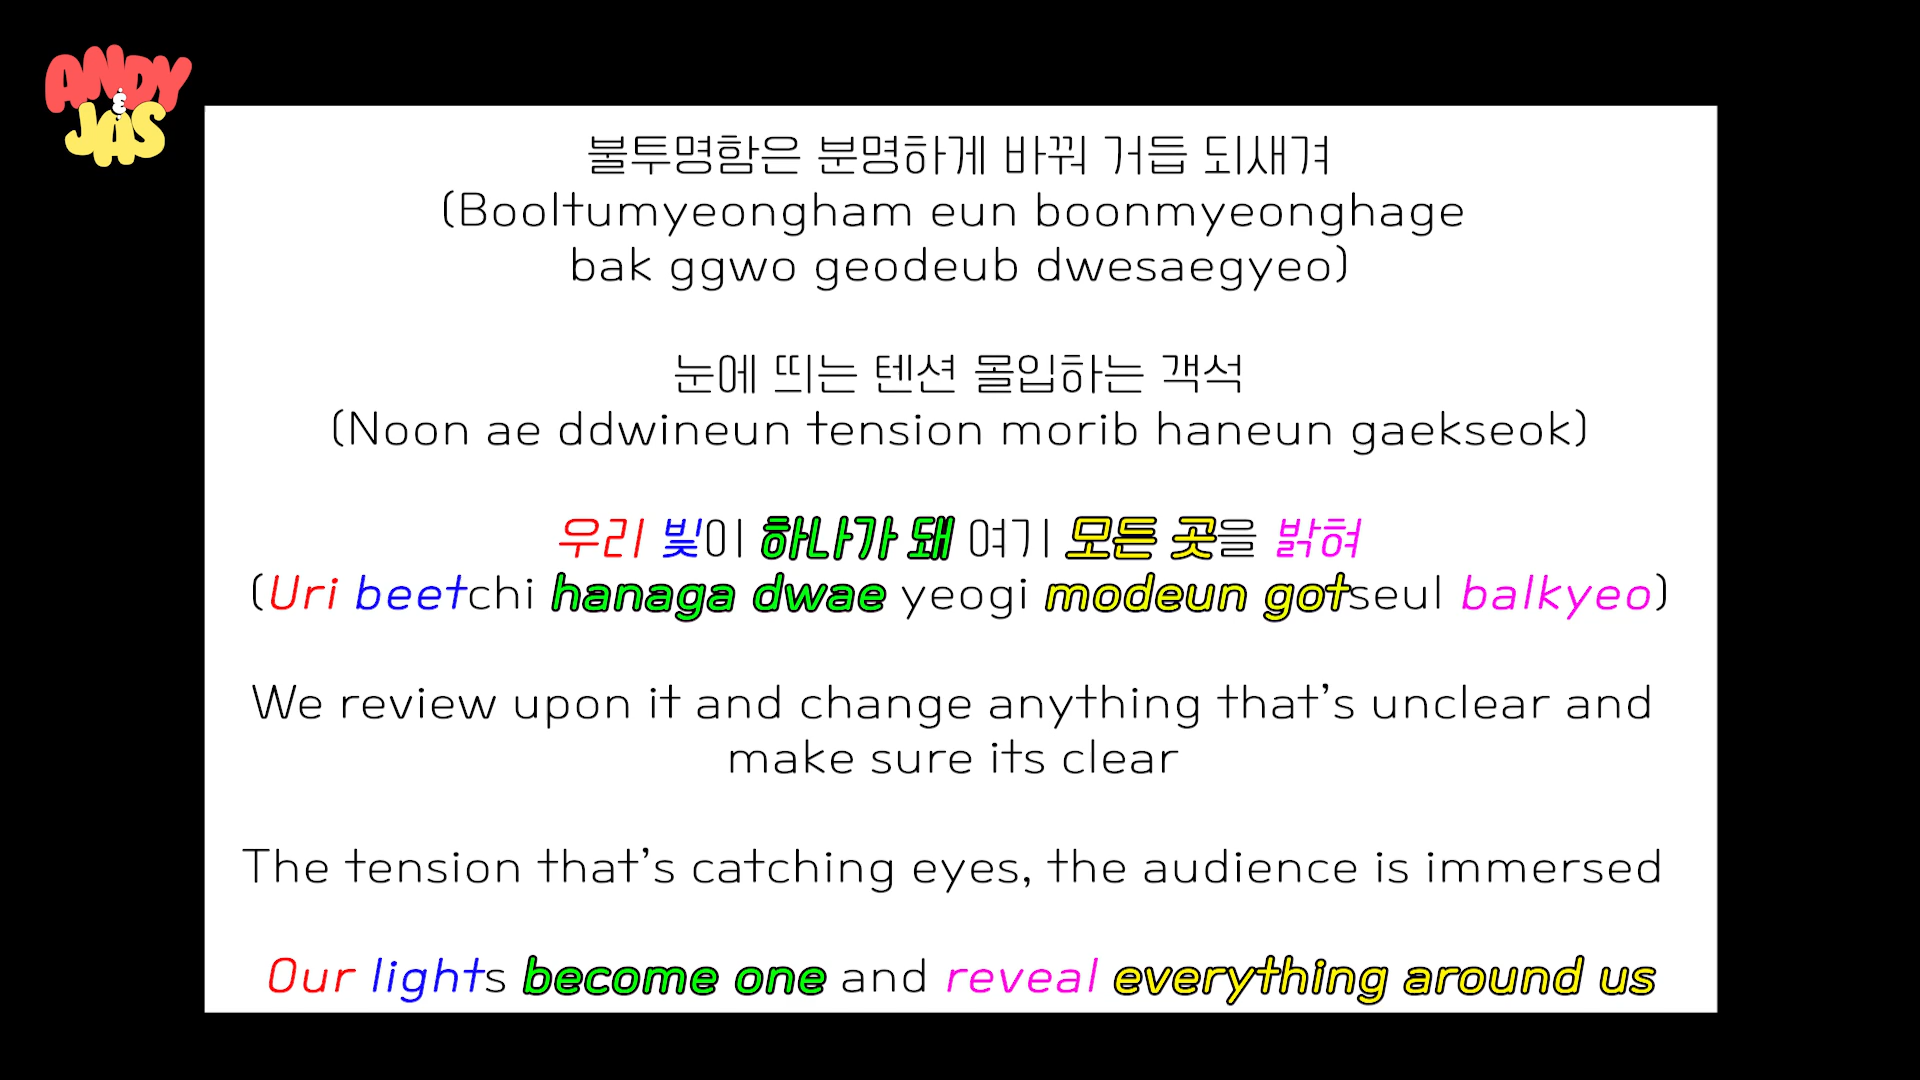 ANDY
&
JAS
불투명함은 분명하게 바꿔 거듭 되새겨
(Booltumyeongham eun boonmyeonghage
bak ggwo geodeub dwesaegyeo)
눈에 띄는 텐션 몰입하는 객석
(Noon ae ddwineun tension morib haneun gaekseok)
우리 빛이 하나가 돼 여기 모든 곳을 밝혀
(Uri beetchi hanaga dwae yeogi modeun gotseul balkyeo)
We review upon it and change anything that's unclear and
make sure its clear
The tension that's catching eyes, the audience is immersed
Our lights become one and reveal everything around us